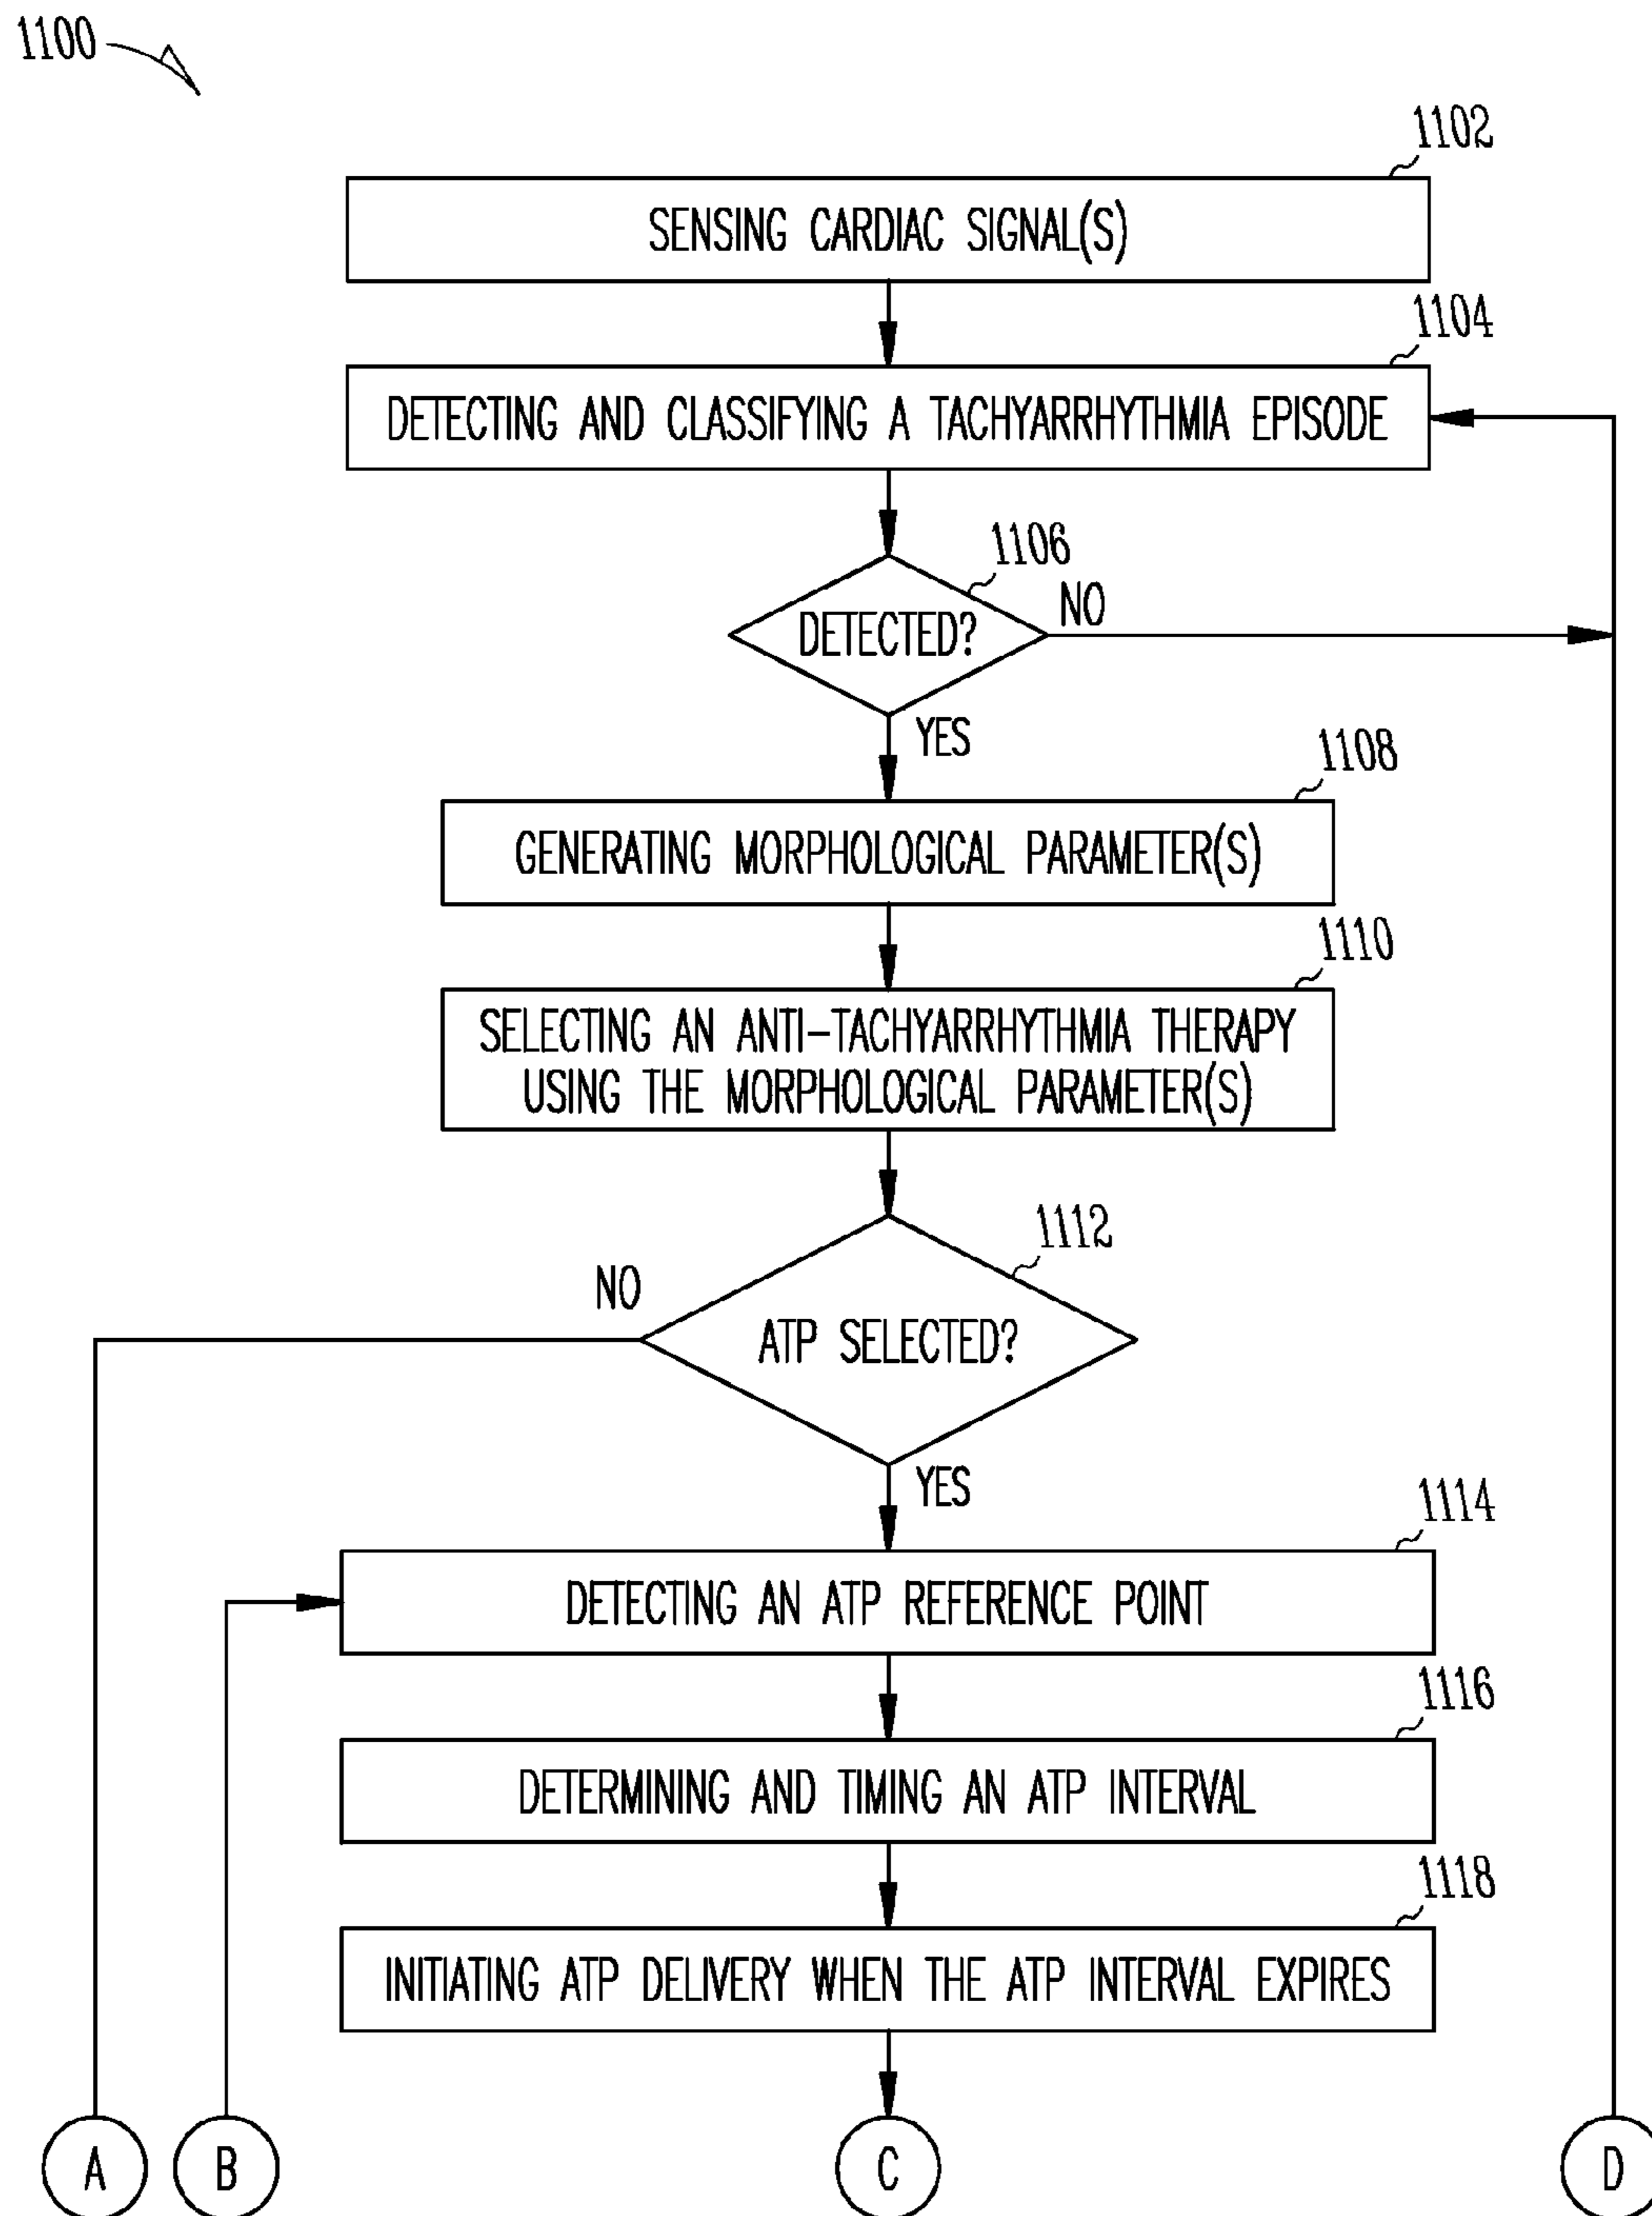 1100
1102
SENSING CARDIAC SIGNAL(S)
1104
DETECTING AND CLASSIFYING A TACHYARRHYTHMIA EPISODE
1106
DETECTED?
NO
YES
1108
GENERATING MORPHOLOGICAL PARAMETER(S)
1110
SELECTING AN ANTI-TACHYARRHYTHMIA THERAPY
USING THE MORPHOLOGICAL PARAMETER(S)
1112
NO
ATP SELECTED?
YES
1114
DETECTING AN ATP REFERENCE POINT
1116
DETERMINING AND TIMING AN ATP INTERVAL
1118
INITIATING ATP DELIVERY WHEN THE ATP INTERVAL EXPIRES
A
B
C
D